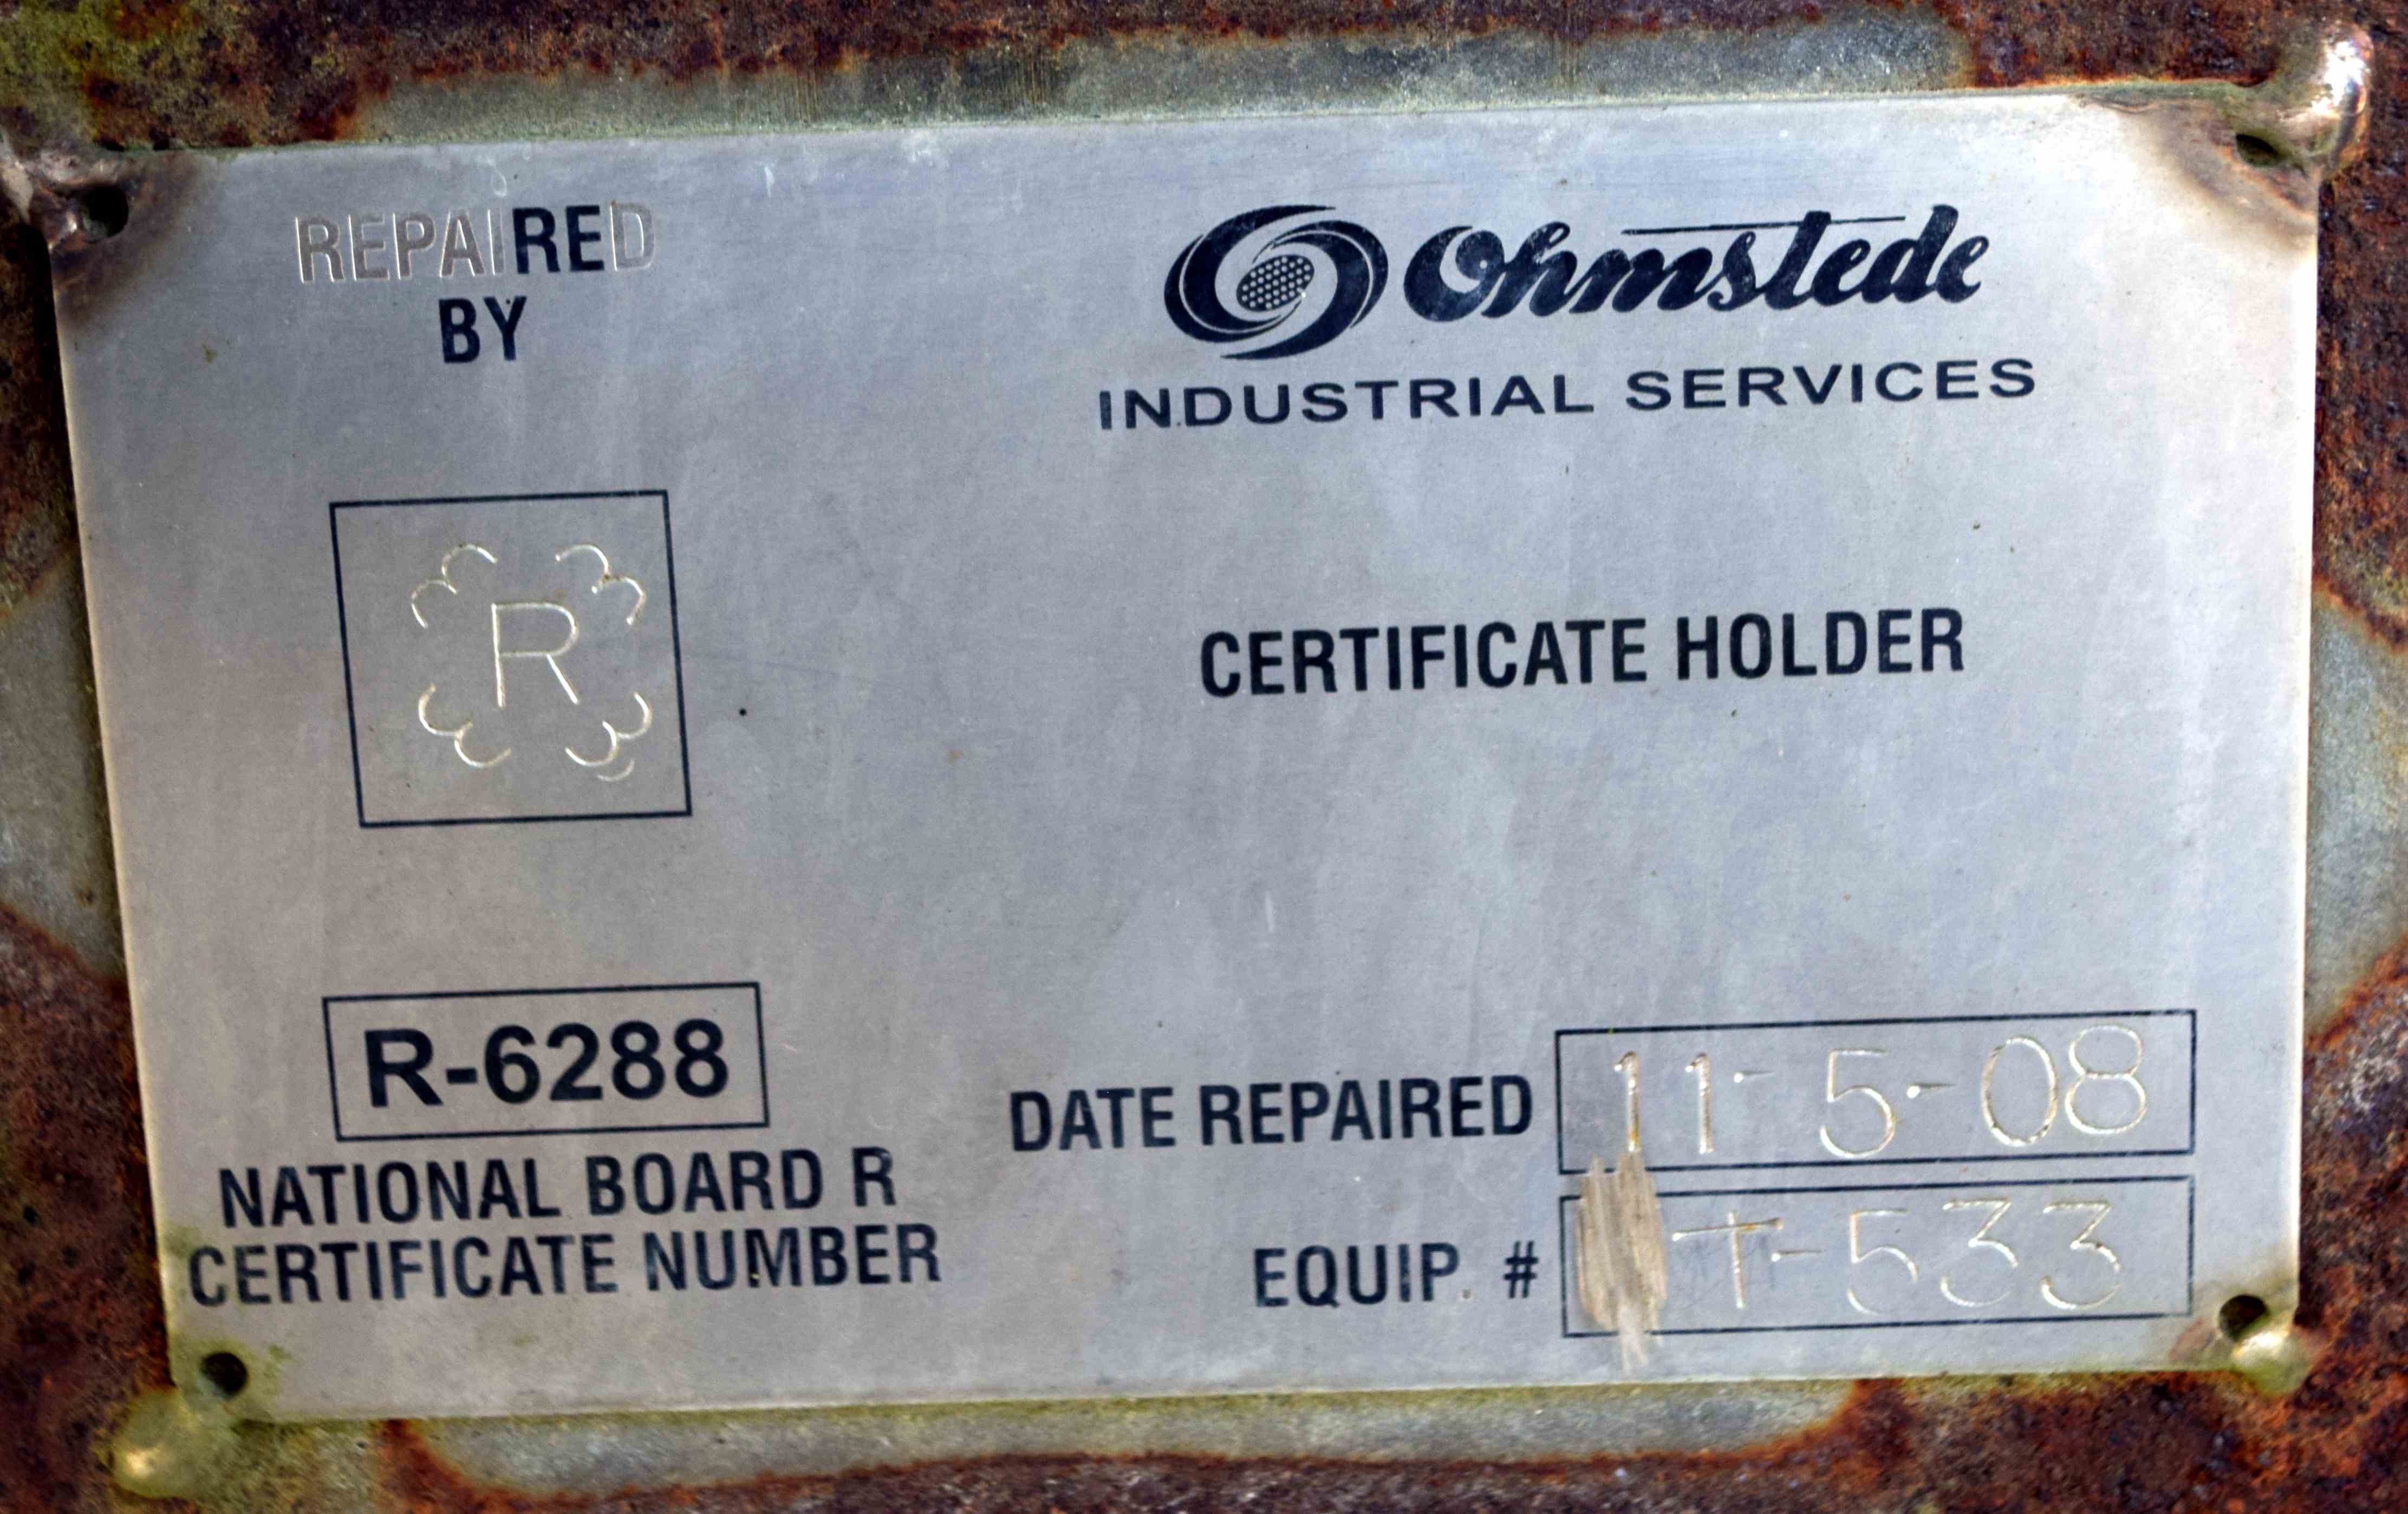 REPAIRED
BY
Ohmstede
INDUSTRIAL SERVICES
R
CERTIFICATE HOLDER
R-6288
NATIONAL BOARD R
CERTIFICATE NUMBER
DATE REPAIRED 11-5-08
EQUIP. # T-533